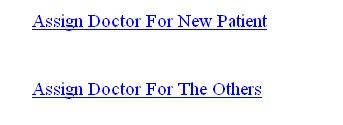 Assign Doctor For New Patient
Assign Doctor For The Others